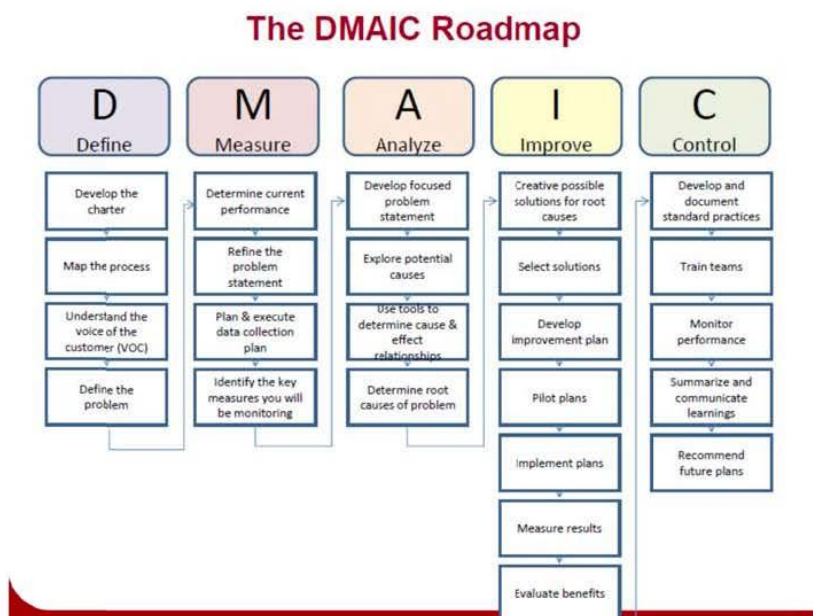 The DMAIC Roadmap
D
Define
M
Measure
A
Analyze
I
Improve
C
Control
Develop the
charter
Map the process
Understand the
voice of the
customer (VOC)
Define the
problem
Determine current
performance
Refine the
problem
statement
Plan & execute
data collection
plan
Identify the key
measures you will
be monitoring
Develop focused
problem
statement
Explore potential
causes
Use tools to
determine cause &
effect
relationships
Determine root
causes of problem
Creative possible
solutions for root
causes
Select solutions
Develop
improvement plan
Pilot plans
Implement plans
Measure results
Evaluate benefits
Develop and
document
standard practices
Train teams
Monitor
performance
Summarize and
communicate
learnings
Recommend
future plans